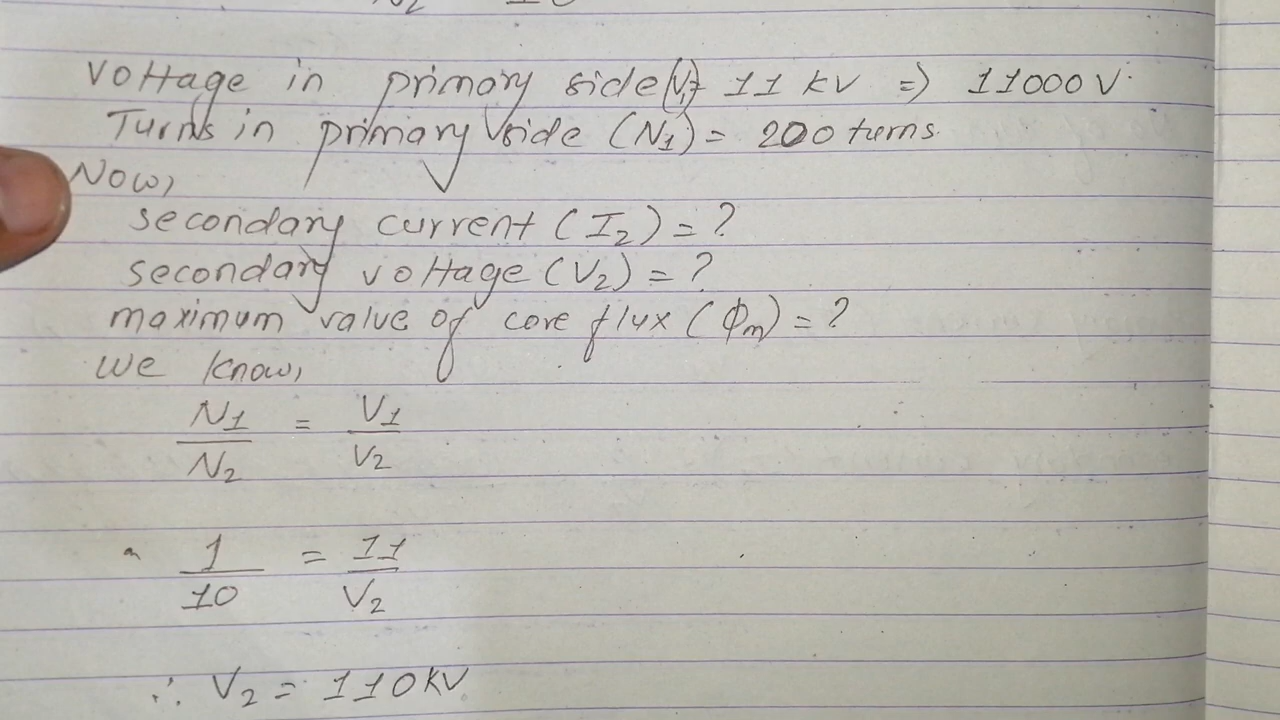 Voltage in primary side (V1) = 11 kV => 11000 V.
Turns in primary side (N1) = 200 turns.
Now,
secondary current (I2) = ?
secondary voltage (V2) = ?
maximum value of core flux (ϕm) = ?
we know,
N1/N2 = V1/V2
1/10 = 11/V2
∴ V2 = 110 KV